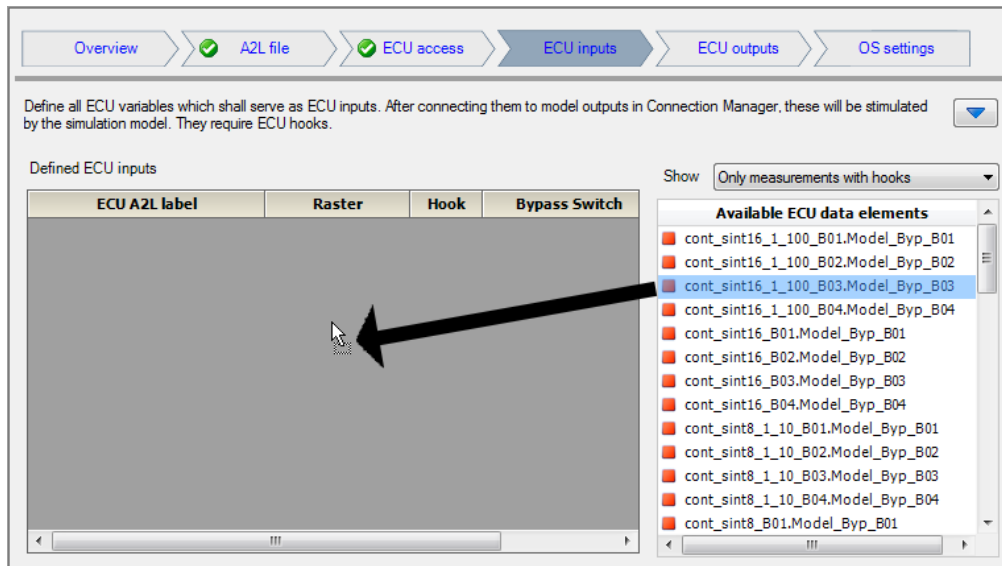 Overview
A2L file
ECU access
ECU inputs
ECU outputs
OS settings
Define all ECU variables which shall serve as ECU inputs. After connecting them to model outputs in Connection Manager, these will be stimulated
by the simulation model. They require ECU hooks.
Defined ECU inputs
Show
Only measurements with hooks
ECU A2L label
Raster
Hook
Bypass Switch
Available ECU data elements
cont_sint16_1_100_B01.Model_Byp_B01
cont_sint16_1_100_B02.Model_Byp_B02
cont_sint16_1_100_B03.Model_Byp_B03
cont_sint16_1_100_B04.Model_Byp_B04
cont_sint16_B01.Model_Byp_B01
cont_sint16_B02.Model_Byp_B02
cont_sint16_B03.Model_Byp_B03
cont_sint16_B04.Model_Byp_B04
cont_sint8_1_10_B01.Model_Byp_B01
cont_sint8_1_10_B02.Model_Byp_B02
cont_sint8_1_10_B03.Model_Byp_B03
cont_sint8_1_10_B04.Model_Byp_B04
cont_sint8_B01.Model_Byp_B01